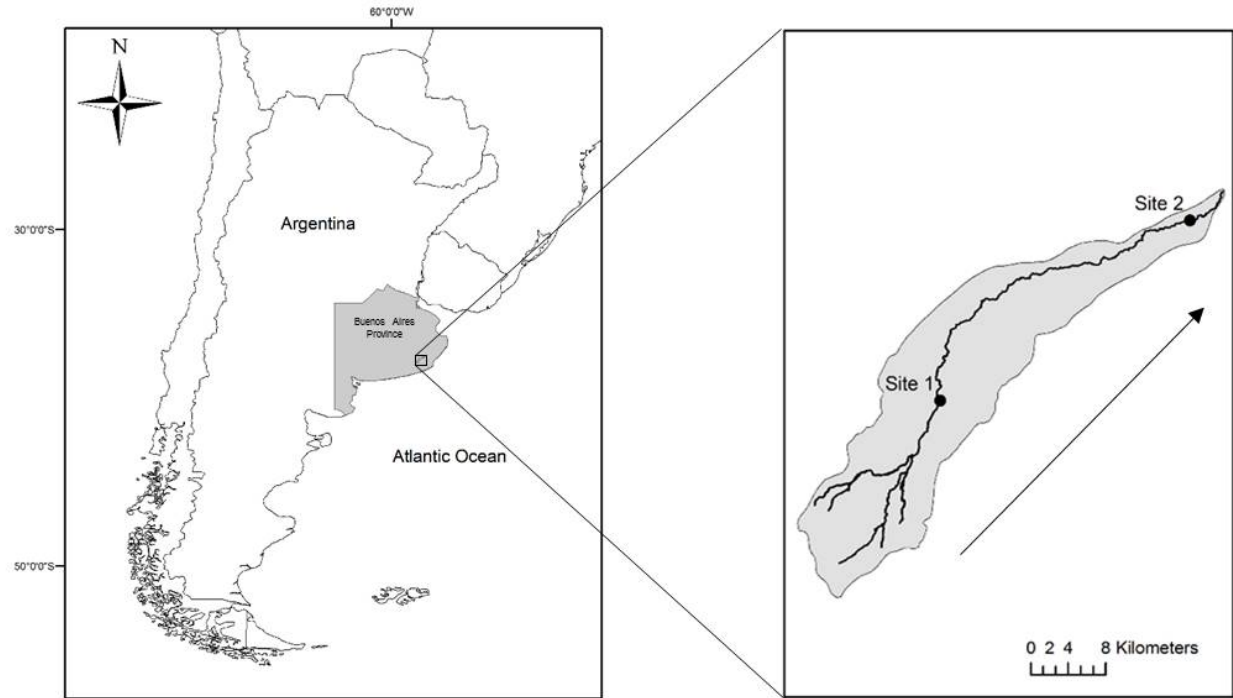 60°0'0"W
N
30°0'0"S
Argentina
Buenos Aires
Province
Atlantic Ocean
50°0'0"S
Site 2
Site 1
0 2 4 8 Kilometers